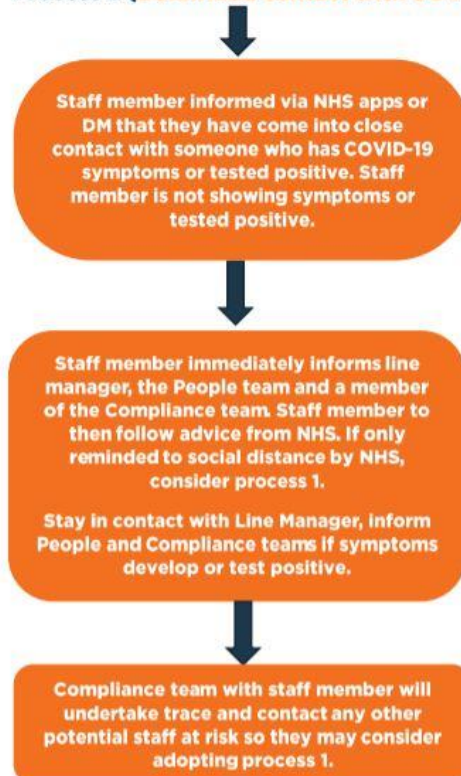 Staff member informed via NHS apps or
DM that they have come into close
contact with someone who has COVID-19
symptoms or tested positive. Staff
member is not showing symptoms or
tested positive.
Staff member immediately informs line
manager, the People team and a member
of the Compliance team. Staff member to
then follow advice from NHS. If only
reminded to social distance by NHS,
consider process 1.
Stay in contact with Line Manager, inform
People and Compliance teams if symptoms
develop or test positive.
Compliance team with staff member will
undertake trace and contact any other
potential staff at risk so they may consider
adopting process 1.